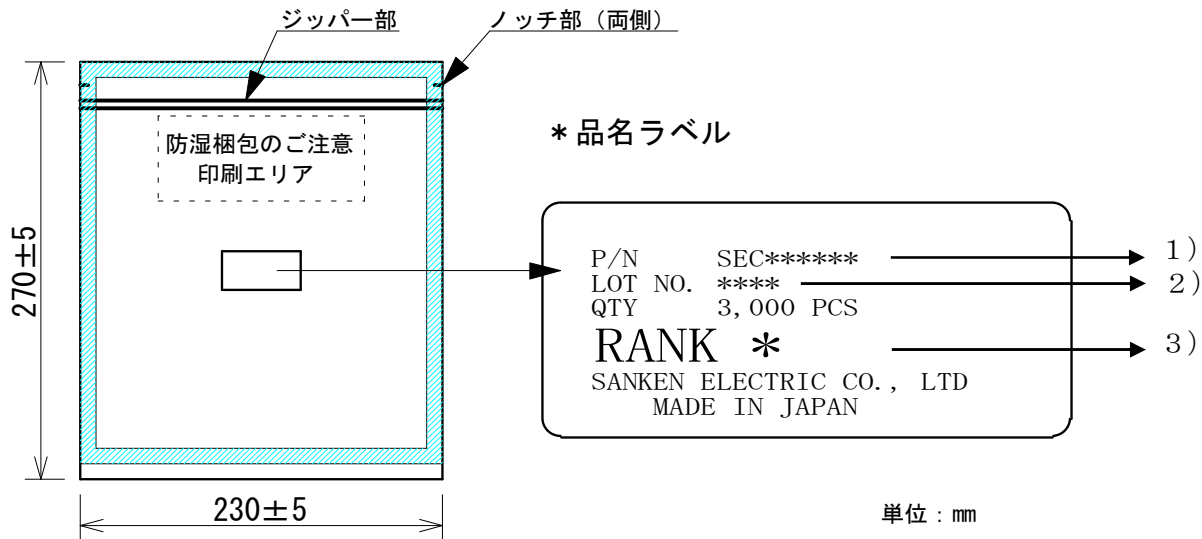 ジッパー部
ノッチ部（両側）
防湿梱包のご注意
印刷エリア
270±5
230±5
*品名ラベル
P/N SEC******
LOT NO. ****
QTY 3,000 PCS
RANK *
SANKEN ELECTRIC CO., LTD
MADE IN JAPAN
1)
2)
3)
単位：㎜